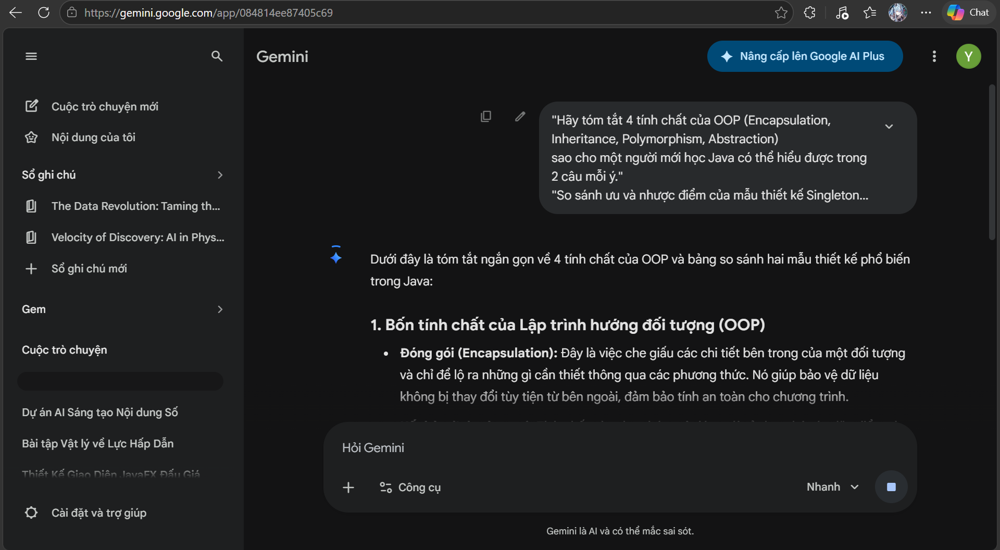 https://gemini.google.com/app/084814ee87405c69
Chat
Gemini
Nâng cấp lên Google AI Plus
Y
Cuộc trò chuyện mới
Nội dung của tôi
Sổ ghi chú
The Data Revolution: Taming th...
Velocity of Discovery: AI in Phys...
Sổ ghi chú mới
Gem
Cuộc trò chuyện
Dự án AI Sáng tạo Nội dung Số
Bài tập Vật lý về Lực Hấp Dẫn
Thiết Kế Giao Diện JavaFX Đấu Giá
Cài đặt và trợ giúp
"Hãy tóm tắt 4 tính chất của OOP (Encapsulation,
Inheritance, Polymorphism, Abstraction)
sao cho một người mới học Java có thể hiểu được trong
2 câu mỗi ý."
"So sánh ưu và nhược điểm của mẫu thiết kế Singleton...
Dưới đây là tóm tắt ngắn gọn về 4 tính chất của OOP và bảng so sánh hai mẫu thiết kế phổ biến
trong Java:
1. Bốn tính chất của Lập trình hướng đối tượng (OOP)
• Đóng gói (Encapsulation): Đây là việc che giấu các chi tiết bên trong của một đối tượng
và chỉ để lộ ra những gì cần thiết thông qua các phương thức. Nó giúp bảo vệ dữ liệu
không bị thay đổi tùy tiện từ bên ngoài, đảm bảo tính an toàn cho chương trình.
Hỏi Gemini
Công cụ
Nhanh
Gemini là AI và có thể mắc sai sót.